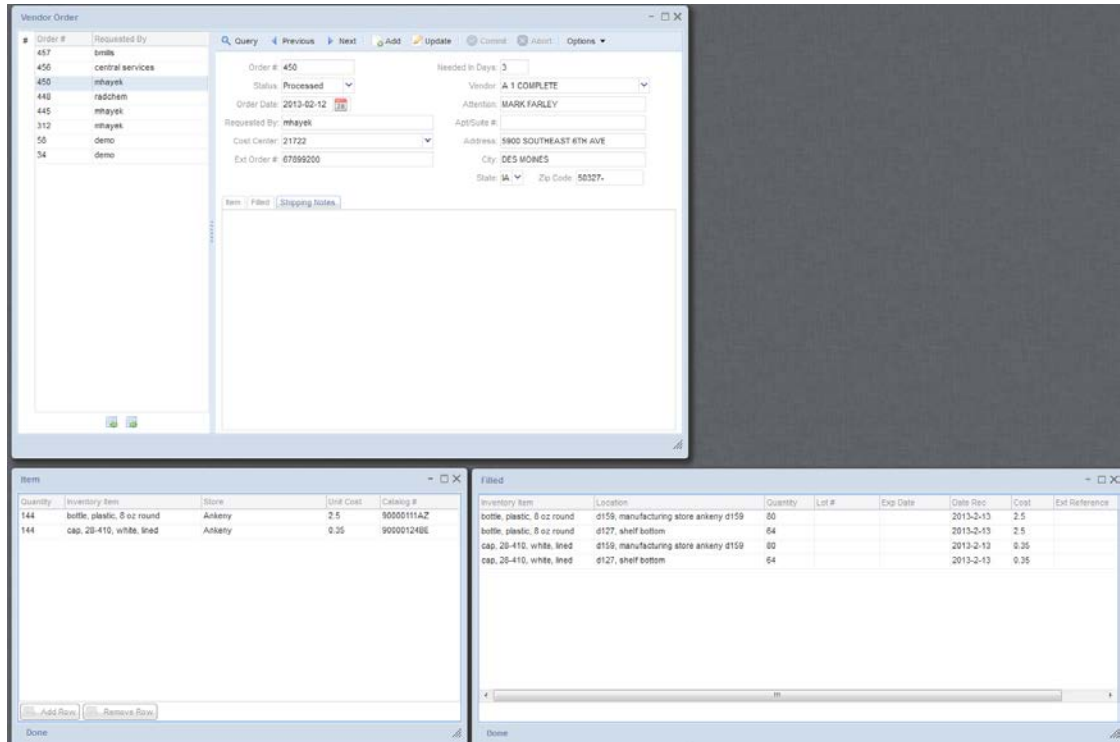 Vendor Order
# Order # Requested By
457 bmills
456 central services
450 mhayek
448 radchem
445 mhayek
312 mhayek
58 demo
34 demo
Query Previous Next Add Update Commit Abort Options
Order #: 450 Needed In Days: 3
Status: Processed Vendor: A 1 COMPLETE
Order Date: 2013-02-12 Attention: MARK FARLEY
Requested By: mhayek Apt/Suite #:
Cost Center: 21722 Address: 5900 SOUTHEAST 6TH AVE
Ext Order #: 67899200 City: DES MOINES
State: IA Zip Code: 50327-
Item Filled Shipping Notes
Item
Quantity Inventory Item Store Unit Cost Catalog #
144 bottle, plastic, 8 oz round Ankeny 2.5 90000111AZ
144 cap, 28-410, white, lined Ankeny 0.35 90000124BE
Add Row Remove Row
Done
Filled
Inventory Item Location Quantity Lot # Exp Date Date Rec Cost Ext Reference
bottle, plastic, 8 oz round d159, manufacturing store ankeny d159 80 2013-2-13 2.5
bottle, plastic, 8 oz round d127, shelf bottom 64 2013-2-13 2.5
cap, 28-410, white, lined d159, manufacturing store ankeny d159 80 2013-2-13 0.35
cap, 28-410, white, lined d127, shelf bottom 64 2013-2-13 0.35
Done